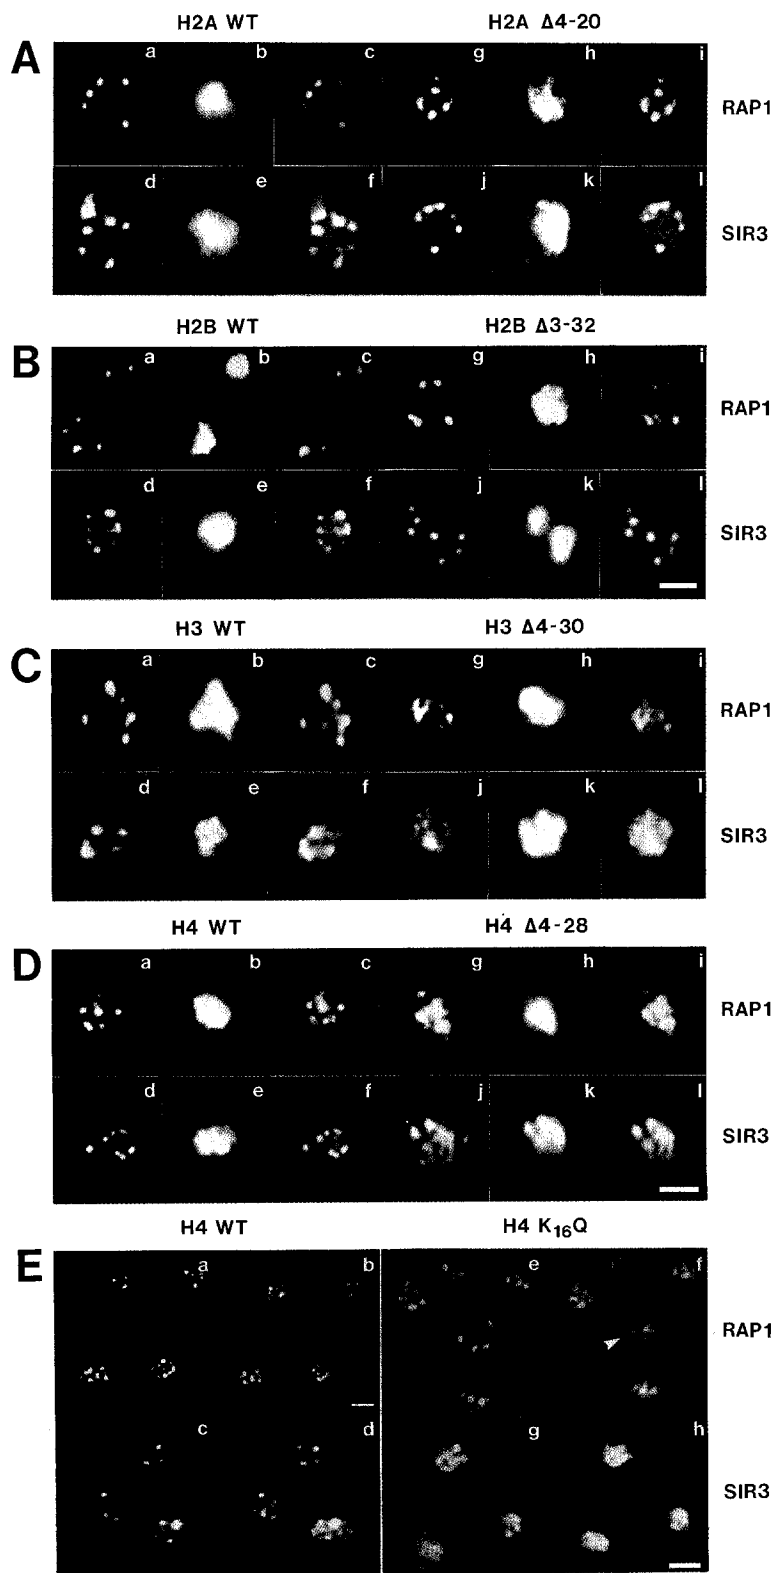 H2A WT H2A Δ4-20
A
a b c g h i
RAP1
d e f j k l
SIR3
H2B WT H2B Δ3-32
B
a b c g h i
RAP1
d e f j k l
SIR3
H3 WT H3 Δ4-30
C
a b c g h i
RAP1
d e f j k l
SIR3
H4 WT H4 Δ4-28
D
a b c g h i
RAP1
d e f j k l
SIR3
H4 WT H4 K₁₆Q
E
a b e f
RAP1
c d g h
SIR3